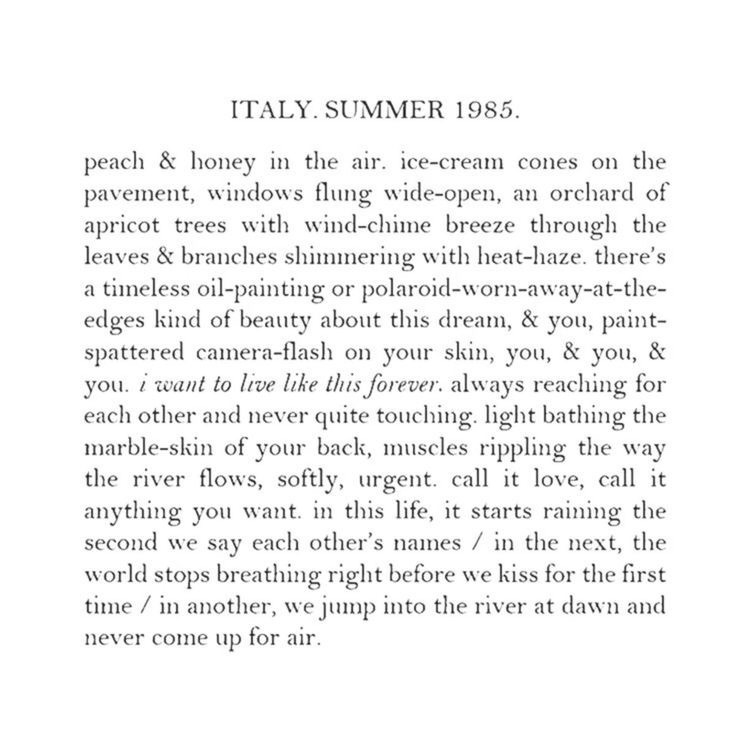 ITALY. SUMMER 1985.
peach & honey in the air. ice-cream cones on the
pavement, windows flung wide-open, an orchard of
apricot trees with wind-chime breeze through the
leaves & branches shimmering with heat-haze. there's
a timeless oil-painting or polaroid-worn-away-at-the-
edges kind of beauty about this dream, & you, paint-
spattered camera-flash on your skin, you, & you, &
you. i want to live like this forever. always reaching for
each other and never quite touching. light bathing the
marble-skin of your back, muscles rippling the way
the river flows, softly, urgent. call it love, call it
anything you want. in this life, it starts raining the
second we say each other's names / in the next, the
world stops breathing right before we kiss for the first
time / in another, we jump into the river at dawn and
never come up for air.